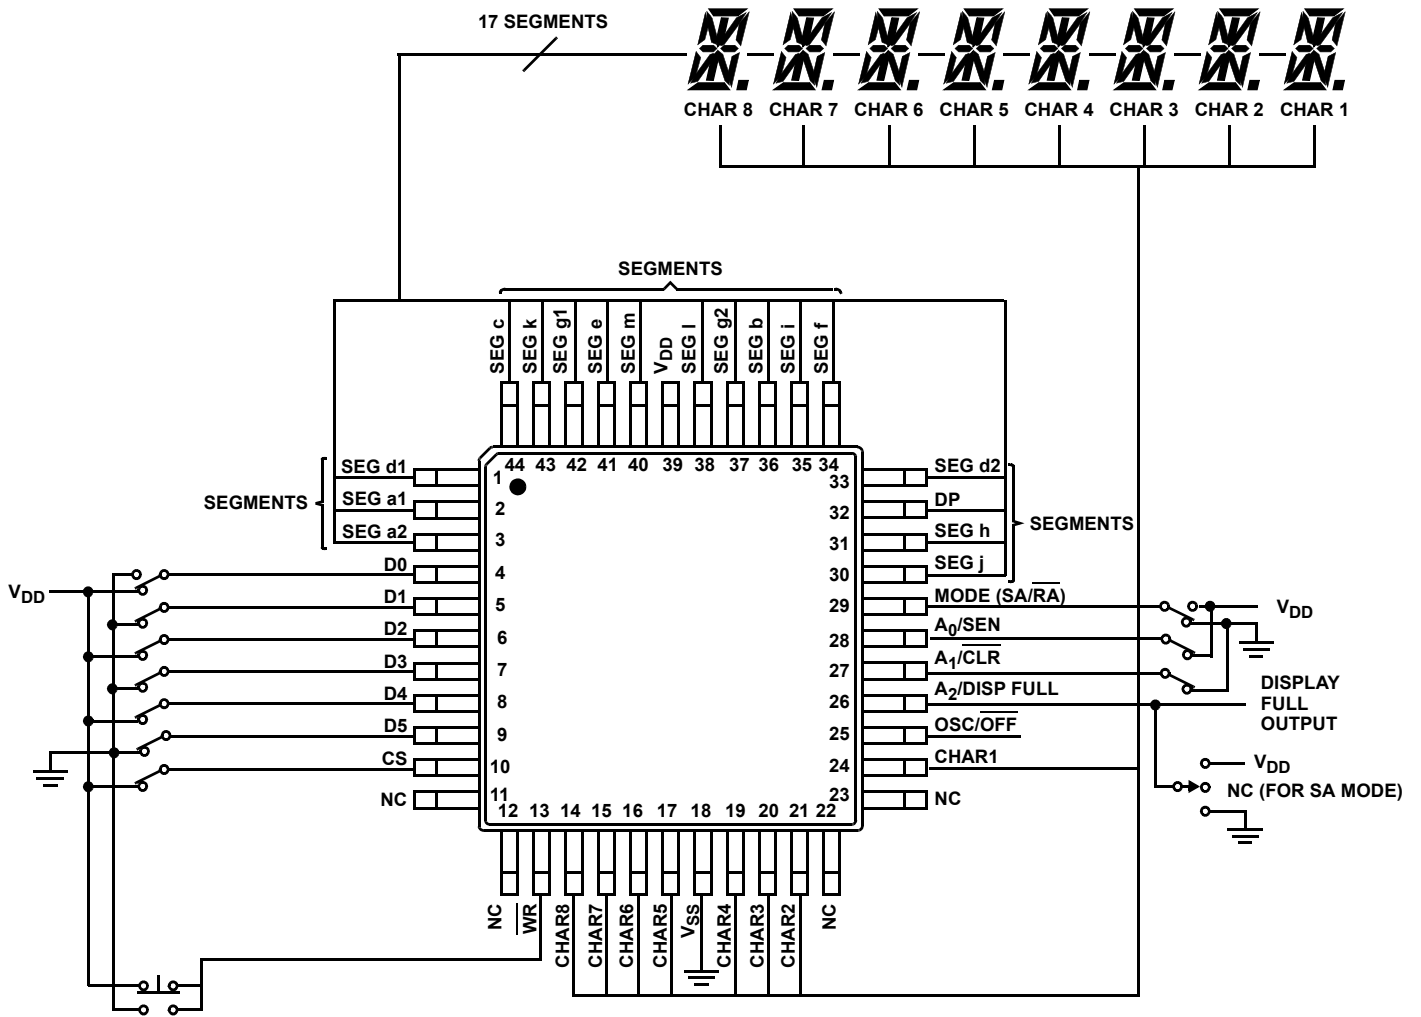 17 SEGMENTS
CHAR 8 CHAR 7 CHAR 6 CHAR 5 CHAR 4 CHAR 3 CHAR 2 CHAR 1
SEGMENTS
SEG c
SEG k
SEG g1
SEG e
SEG m
VDD
SEG l
SEG g2
SEG b
SEG i
SEG f
44 43 42 41 40 39 38 37 36 35 34
SEGMENTS
SEG d1
1
SEG a1
2
SEG a2
3
D0
4
D1
5
D2
6
D3
7
D4
8
D5
9
CS
10
NC
11
VDD
33
SEG d2
32
DP
31
SEG h
30
SEG j
SEGMENTS
29
MODE (SA/R̅A̅)
28
A0/SEN
27
A1/C̅L̅R̅
26
A2/DISP FULL
25
OSC/O̅F̅F̅
24
CHAR1
23
NC
VDD
DISPLAY
FULL
OUTPUT
VDD
NC (FOR SA MODE)
12 13 14 15 16 17 18 19 20 21 22
NC
W̅R̅
CHAR8
CHAR7
CHAR6
CHAR5
VSS
CHAR4
CHAR3
CHAR2
NC